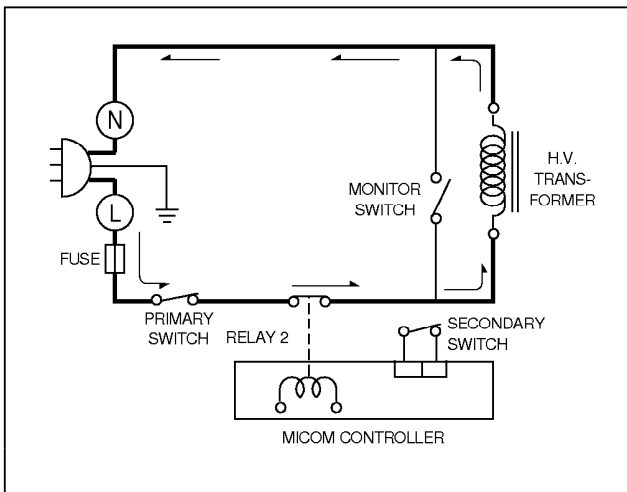 N
H.V.
TRANS-
FORMER
MONITOR
SWITCH
L
FUSE
PRIMARY
SWITCH
RELAY 2
SECONDARY
SWITCH
MICOM CONTROLLER